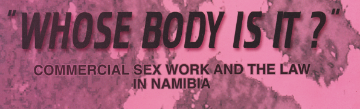 "WHOSE BODY IS IT?"
COMMERCIAL SEX WORK AND THE LAW
IN NAMIBIA